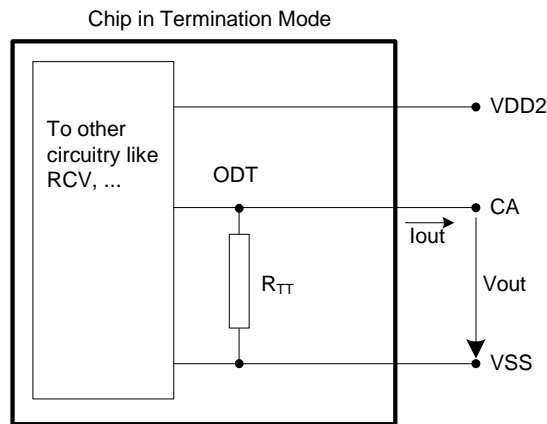 Chip in Termination Mode
To other
circuitry like
RCV, ...
VDD2
ODT
CA
Iout
RTT
Vout
VSS